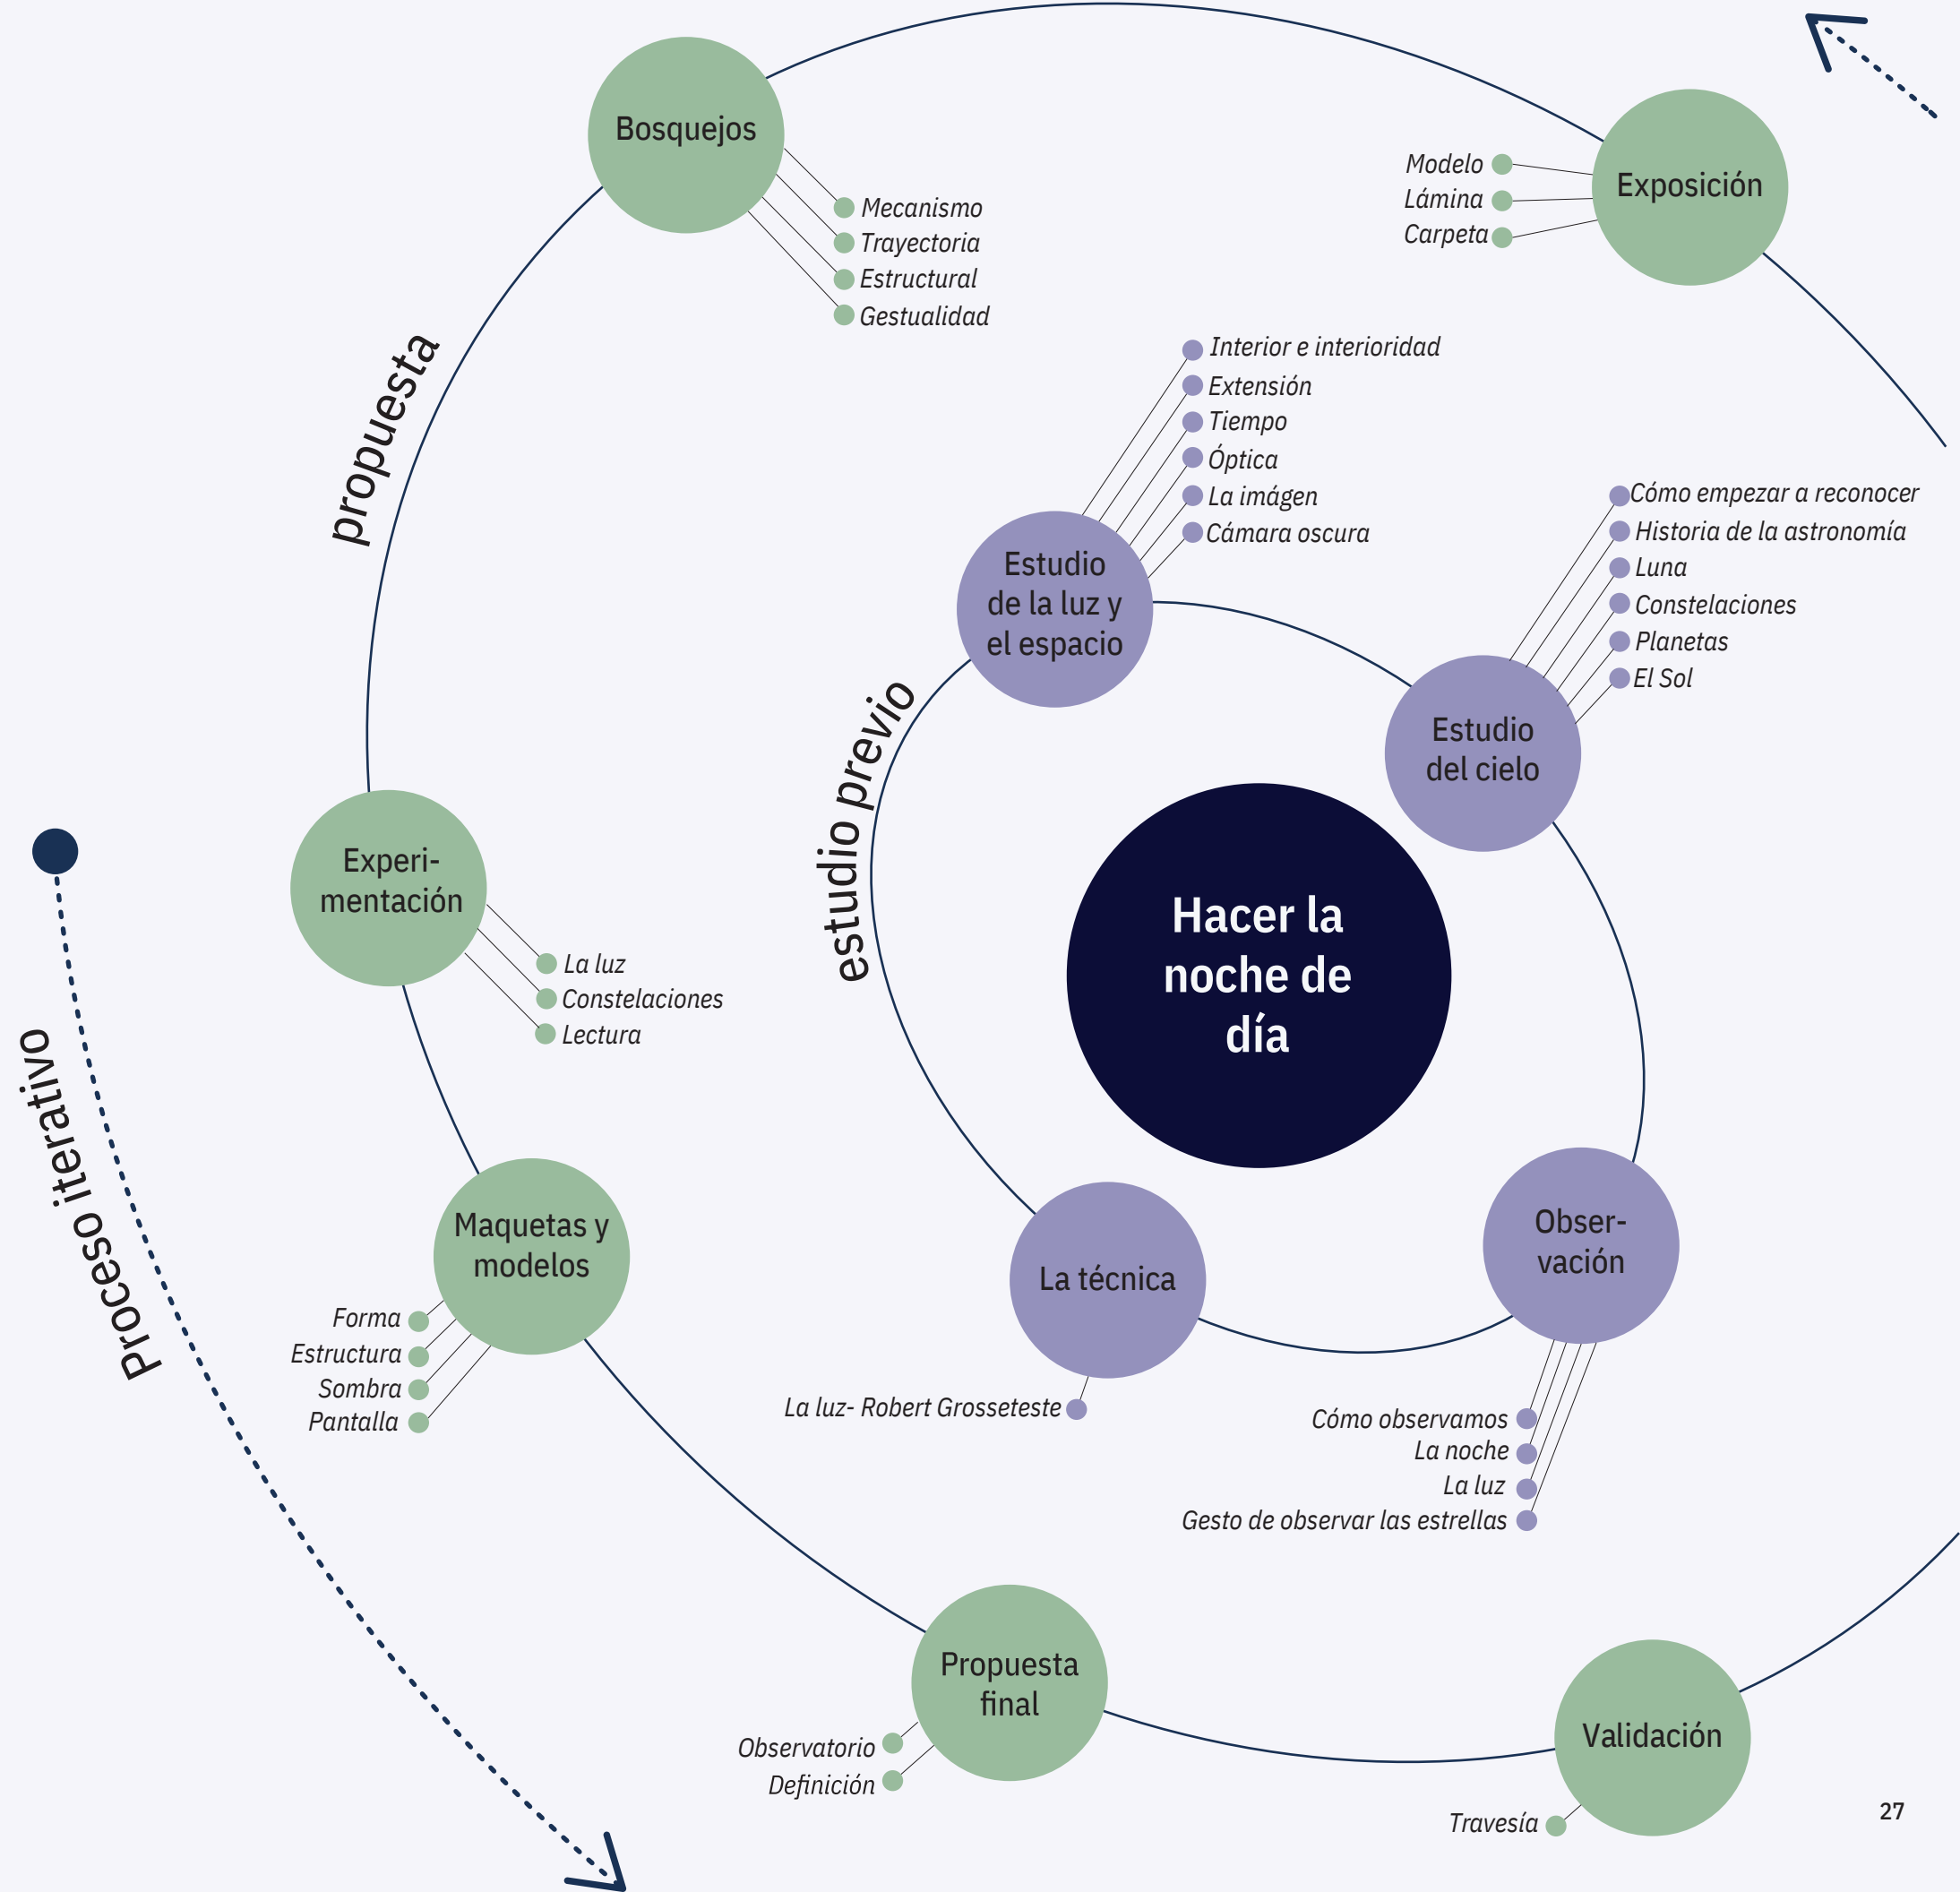 Bosquejos
Mecanismo
Trayectoria
Estructural
Gestualidad
Exposición
Modelo
Lámina
Carpeta
propuesta
Interior e interioridad
Extensión
Tiempo
Óptica
La imágen
Cámara oscura
Estudio
de la luz y
el espacio
Cómo empezar a reconocer
Historia de la astronomía
Luna
Constelaciones
Planetas
El Sol
Estudio
del cielo
estudio previo
Hacer la
noche de
día
Experi-
mentación
La luz
Constelaciones
Lectura
Proceso iterativo
Maquetas y
modelos
Forma
Estructura
Sombra
Pantalla
La técnica
La luz- Robert Grosseteste
Obser-
vación
Cómo observamos
La noche
La luz
Gesto de observar las estrellas
Propuesta
final
Observatorio
Definición
Validación
Travesía
27